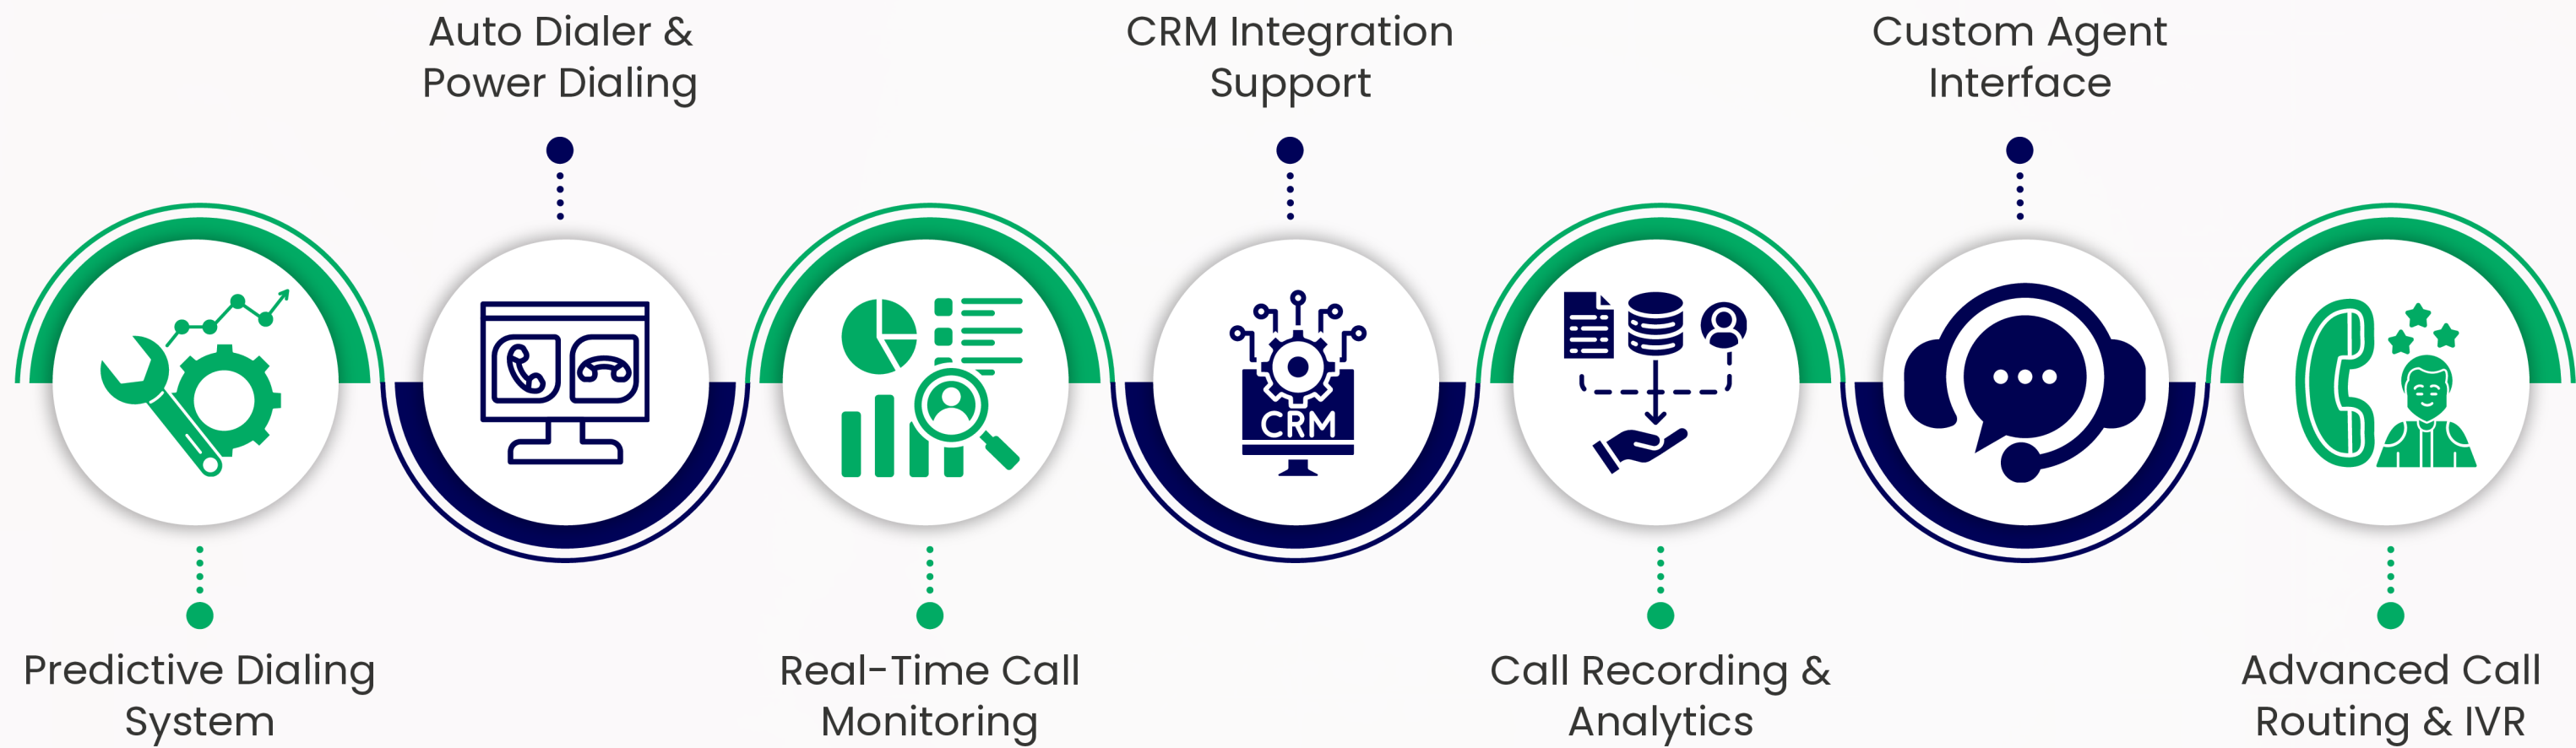 Auto Dialer &
Power Dialing
CRM Integration
Support
Custom Agent
Interface
CRM
Predictive Dialing
System
Real-Time Call
Monitoring
Call Recording &
Analytics
Advanced Call
Routing & IVR